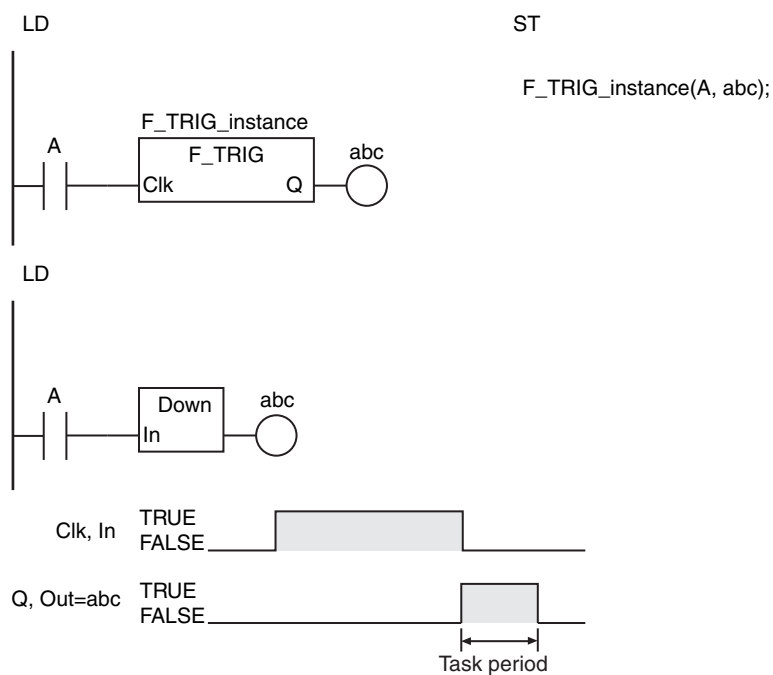 LD
ST
F_TRIG_instance(A, abc);
F_TRIG_instance
A
F_TRIG
abc
Clk
Q
LD
A
Down
abc
In
Clk, In
TRUE
FALSE
Q, Out=abc
TRUE
FALSE
Task period